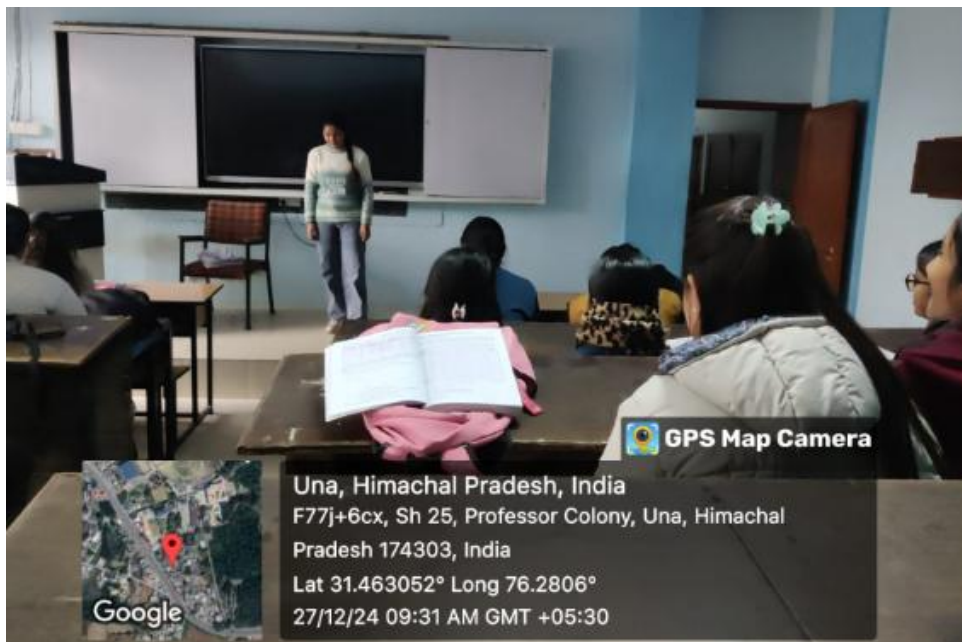 GPS Map Camera
Una, Himachal Pradesh, India
F77j+6cx, Sh 25, Professor Colony, Una, Himachal
Pradesh 174303, India
Lat 31.463052° Long 76.2806°
27/12/24 09:31 AM GMT +05:30
Google